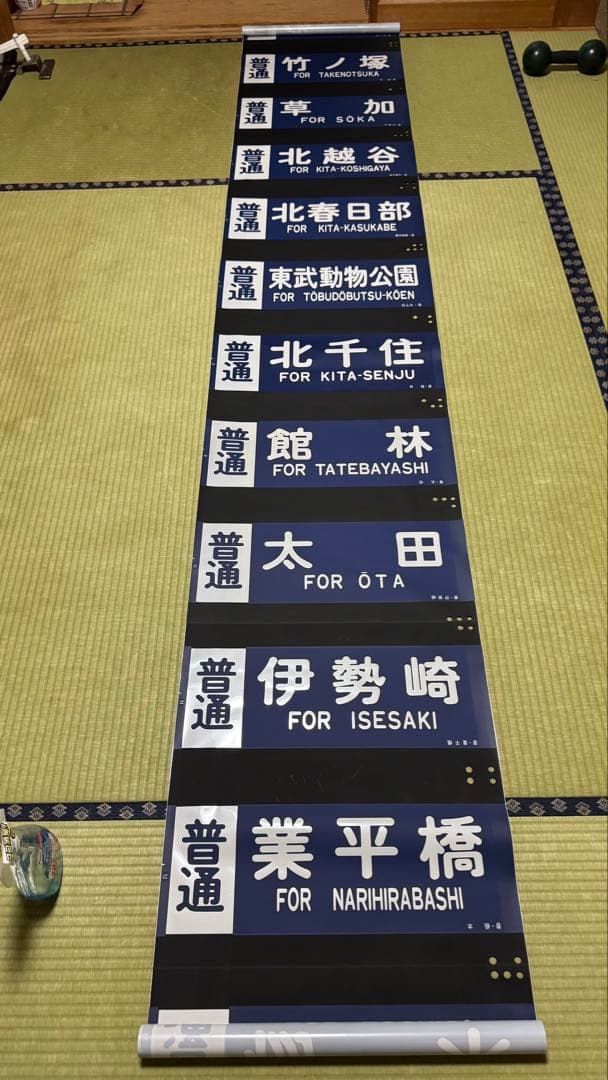 普通
竹ノ塚
FOR TAKENOTSUKA
普通
草加
FOR SŌKA
普通
北越谷
FOR KITA-KOSHIGAYA
普通
北春日部
FOR KITA-KASUKABE
普通
東武動物公園
FOR TŌBUDŌBUTSU-KŌEN
普通
北千住
FOR KITA-SENJU
普通
館林
FOR TATEBAYASHI
普通
太田
FOR ŌTA
普通
伊勢崎
FOR ISESAKI
普通
業平橋
FOR NARIHIRABASHI